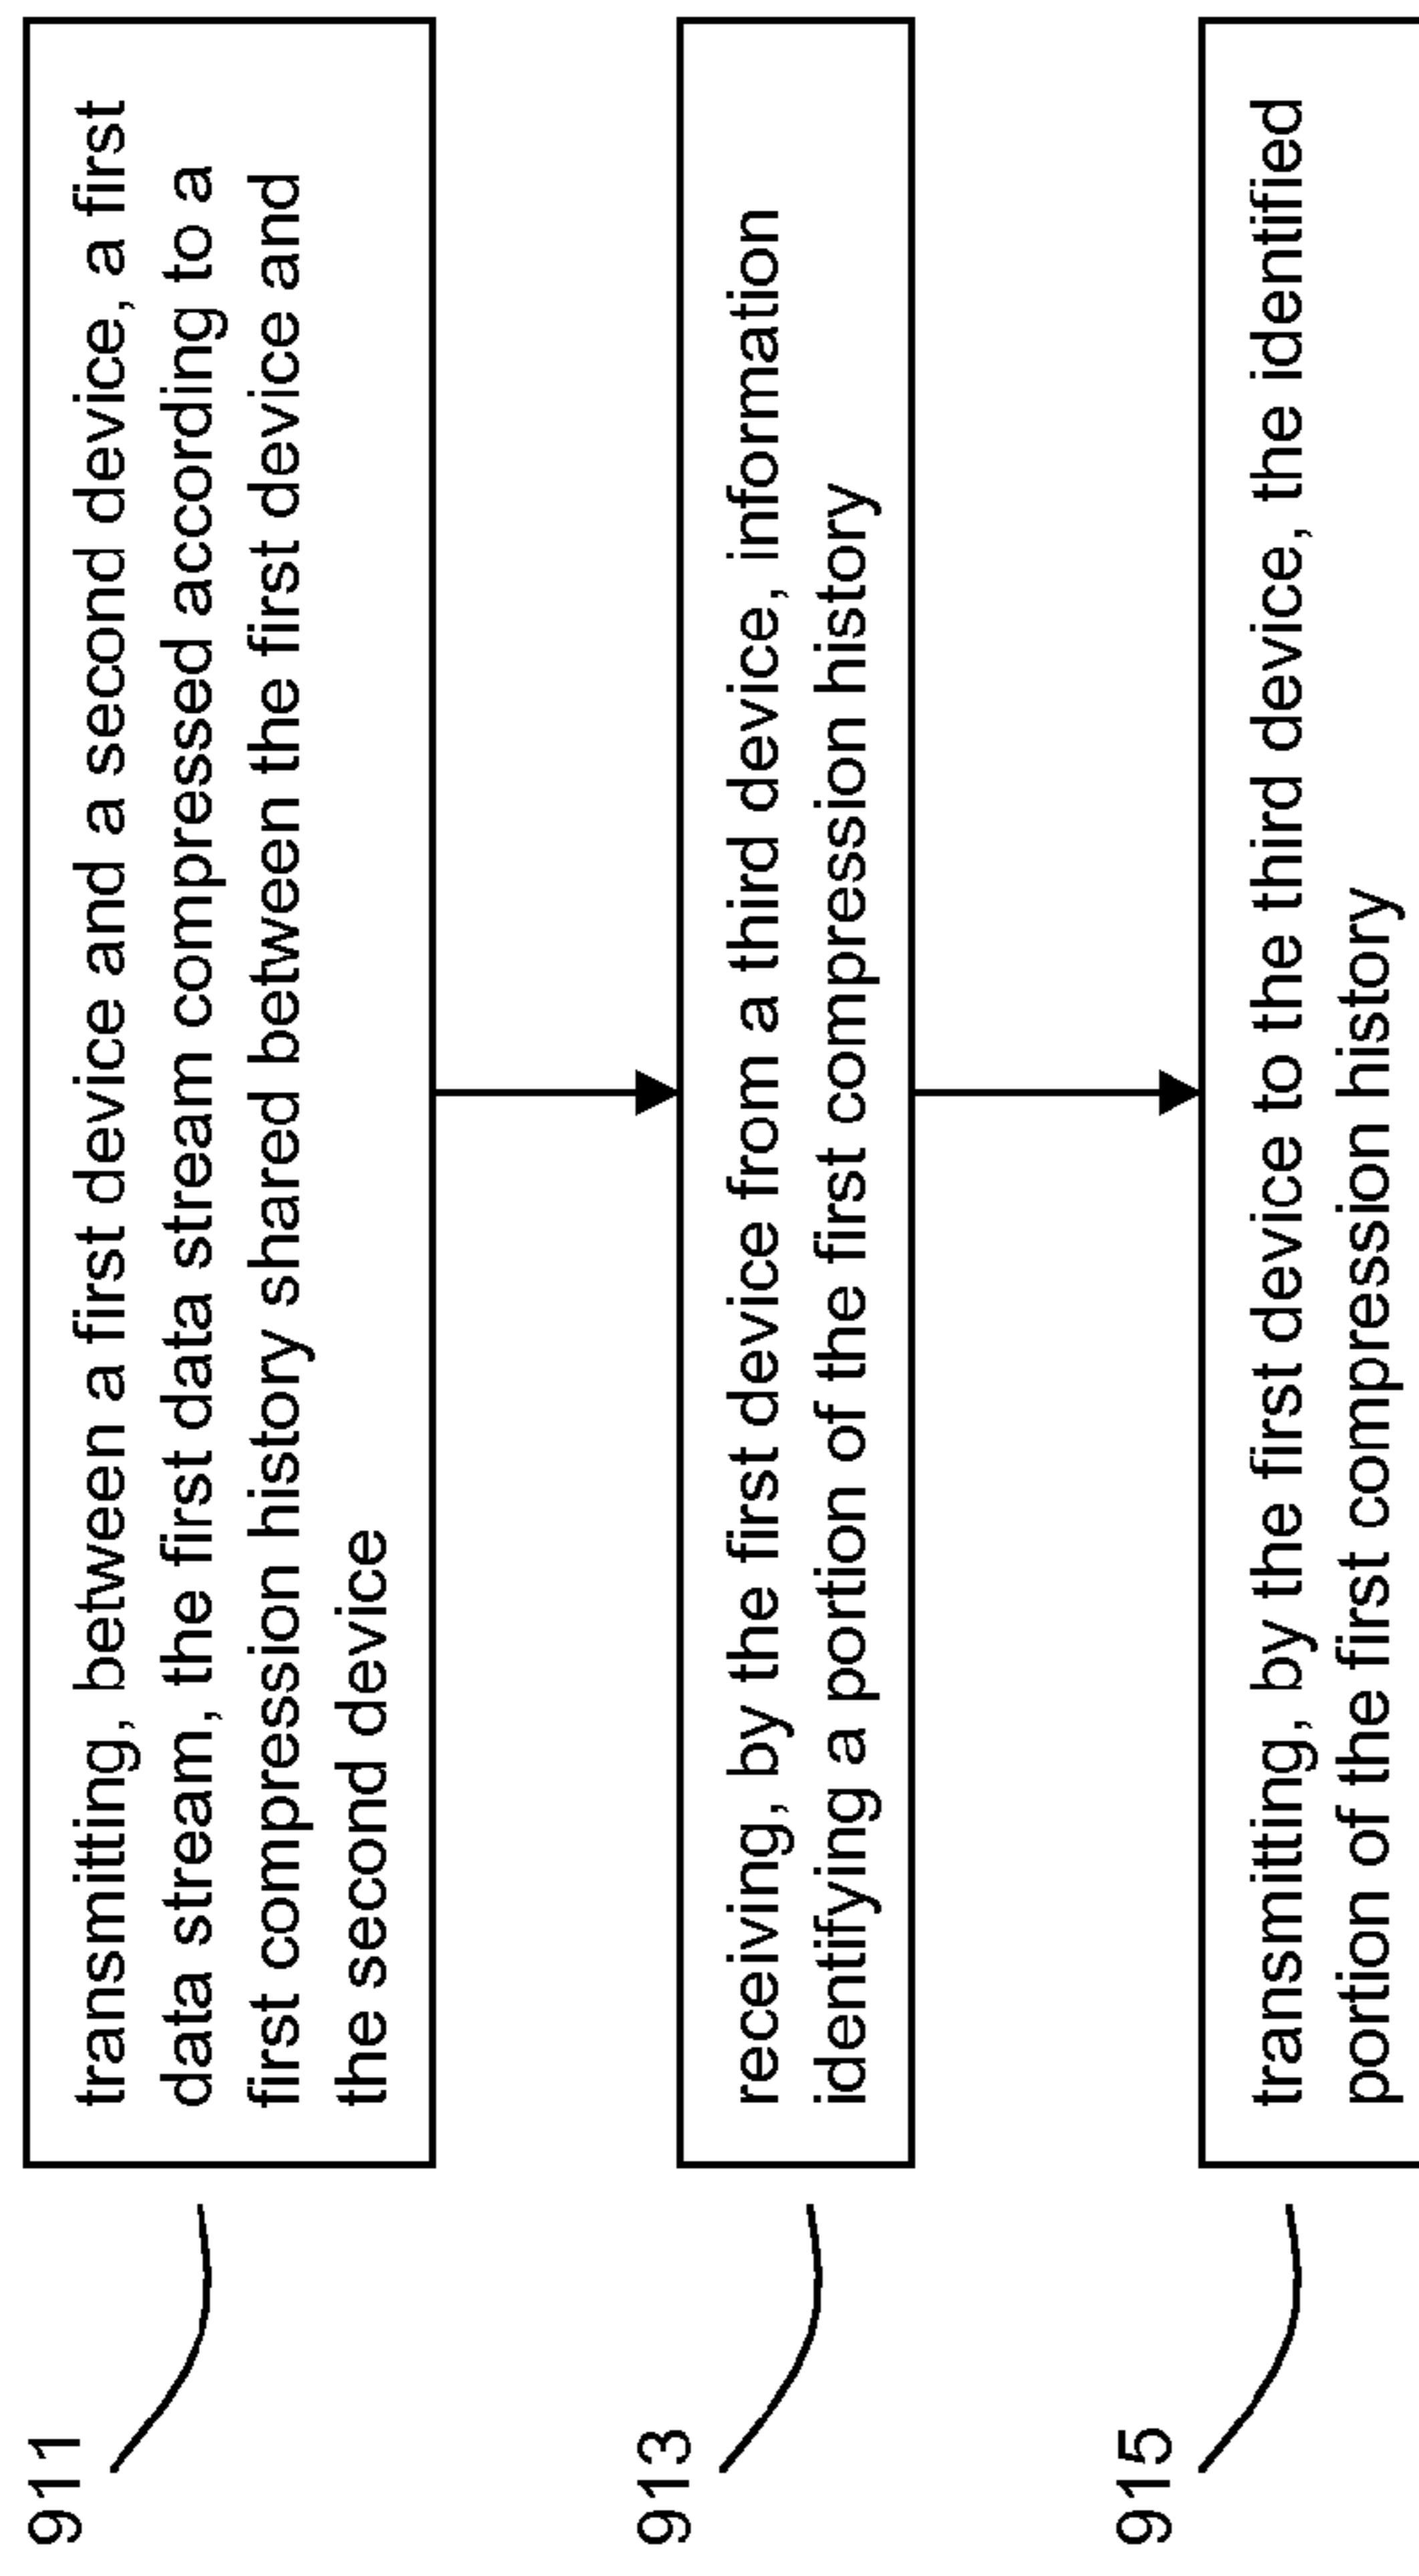 911
transmitting, between a first device and a second device, a first
data stream, the first data stream compressed according to a
first compression history shared between the first device and
the second device
913
receiving, by the first device from a third device, information
identifying a portion of the first compression history
915
transmitting, by the first device to the third device, the identified
portion of the first compression history